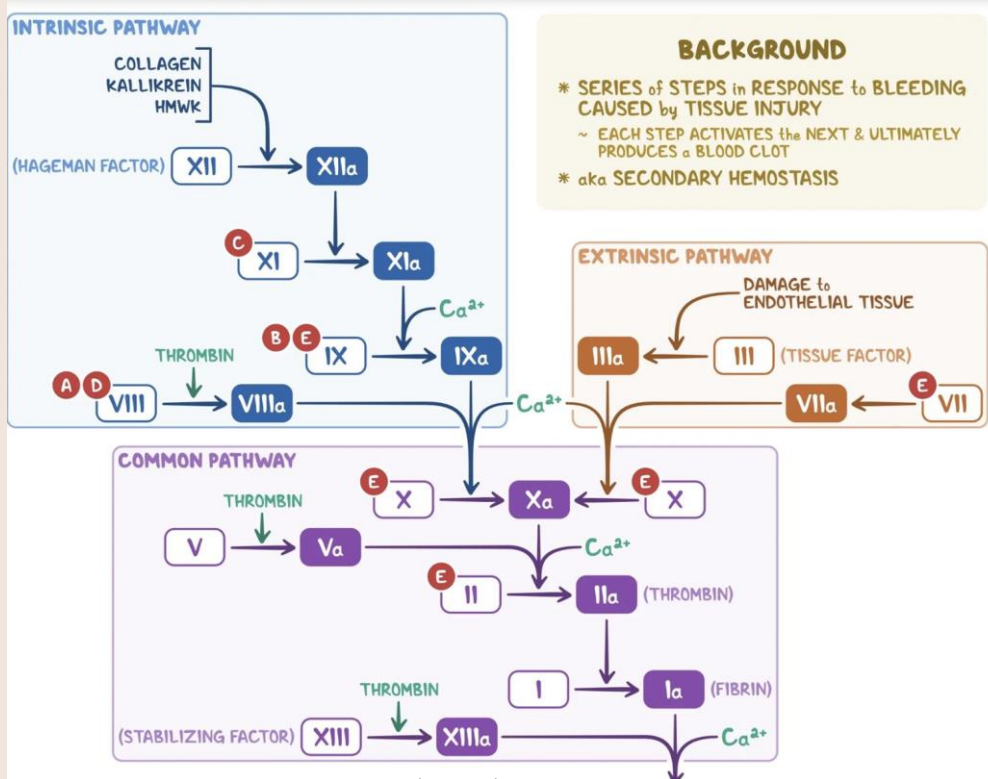 INTRINSIC PATHWAY
COLLAGEN
KALLIKREIN
HMWK
(HAGEMAN FACTOR) XII XIIa
C
XI XIa
Ca²⁺
B E
IX IXa
THROMBIN
A D
VIII VIIIa
Ca²⁺
BACKGROUND
* SERIES of STEPS in RESPONSE to BLEEDING
CAUSED by TISSUE INJURY
~ EACH STEP ACTIVATES the NEXT & ULTIMATELY
PRODUCES a BLOOD CLOT
* aka SECONDARY HEMOSTASIS
EXTRINSIC PATHWAY
DAMAGE to
ENDOTHELIAL TISSUE
IIIa III (TISSUE FACTOR)
E
VIIa VII
COMMON PATHWAY
E E
X Xa X
THROMBIN
V Va Ca²⁺
E
II IIa (THROMBIN)
I Ia (FIBRIN)
THROMBIN
(STABILIZING FACTOR) XIII XIIIa Ca²⁺